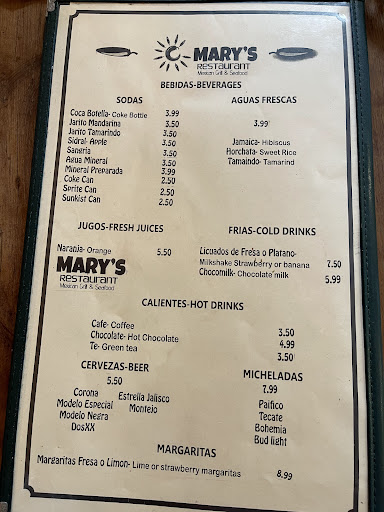 MARY'S
Restaurant
Mexican Grill & Seafood
BEBIDAS-BEVERAGES
SODAS
Coca Botella- Coke Bottle 3.99
Jarito Mandarina 3.50
Jarito Tamarindo 3.50
Sidral- Apple 3.50
Sangria 3.50
Agua Mineral 3.50
Mineral Preparada 3.99
Coke Can 2.50
Sprite Can 2.50
Sunkist Can 2.50
AGUAS FRESCAS
3.99
Jamaica- Hibiscus
Horchata- Sweet Rice
Tamaindo- Tamarind
JUGOS-FRESH JUICES
Naranja- Orange 5.50
MARY'S
Restaurant
Mexican Grill & Seafood
FRIAS-COLD DRINKS
Licuados de Fresa o Platano-
Milkshake Strawberry or banana 7.50
Chocomilk- Chocolate milk 5.99
CALIENTES-HOT DRINKS
Cafe- Coffee 3.50
Chocolate- Hot Chocolate 4.99
Te- Green tea 3.50
CERVEZAS-BEER
5.50
Corona
Modelo Especial
Modelo Negra
DosXX
Estrella Jalisco
Montejo
MICHELADAS
7.99
Paifico
Tecate
Bohemia
Bud light
MARGARITAS
Margaritas Fresa o Limon- Lime or strawberry margaritas 8.99